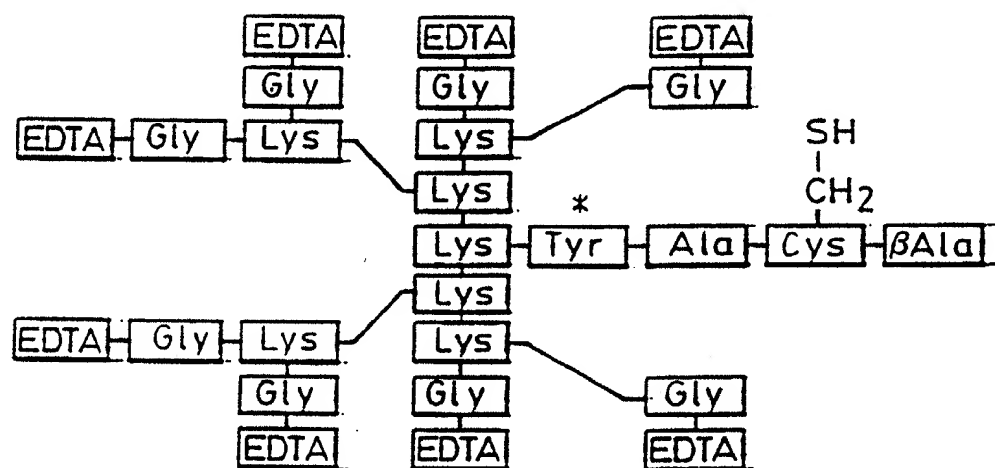 EDTA EDTA EDTA
Gly Gly Gly
EDTA Gly Lys Lys
SH
Lys CH2
*
Lys Tyr Ala Cys βAla
Lys
EDTA Gly Lys Lys
Gly Gly Gly
EDTA EDTA EDTA